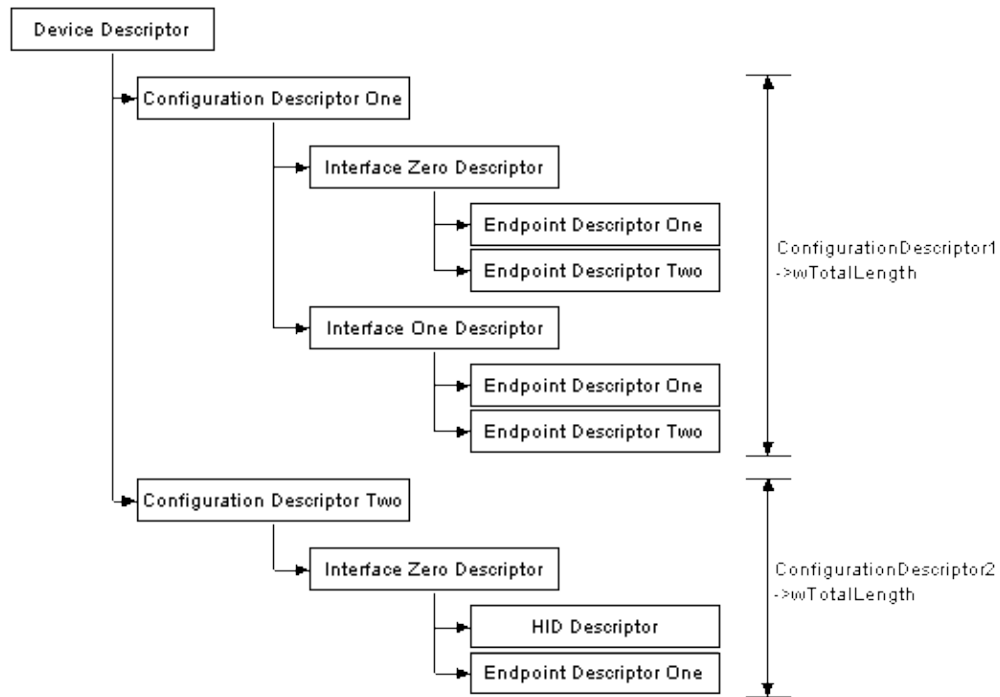 Device Descriptor
Configuration Descriptor One
Interface Zero Descriptor
Endpoint Descriptor One
Endpoint Descriptor Two
Interface One Descriptor
Endpoint Descriptor One
Endpoint Descriptor Two
ConfigurationDescriptor1
->wTotalLength
Configuration Descriptor Two
Interface Zero Descriptor
HID Descriptor
Endpoint Descriptor One
ConfigurationDescriptor2
->wTotalLength